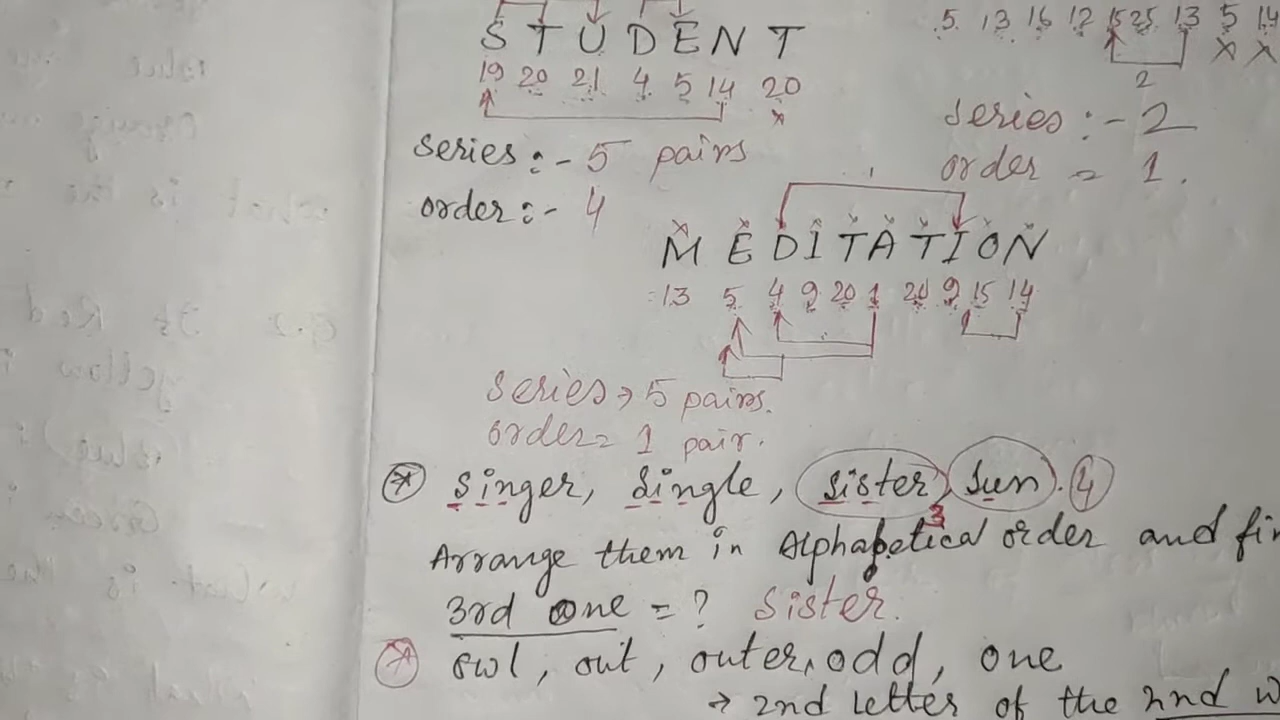 STUDENT
19 20 21 4 5 14 20
series :- 5 pairs
order :- 4
5 13 16 12 15 25 13 5 14
2
series :- 2
order = 1.
MEDITATION
13 5 4 9 20 1 20 9 15 14
series → 5 pairs.
order = 1 pair.
singer, single, sister, sun. 4
3
Arrange them in Alphabetical order and fin
3rd one = ? Sister.
owl, out, outer, odd, one
→ 2nd letter of the 2nd w